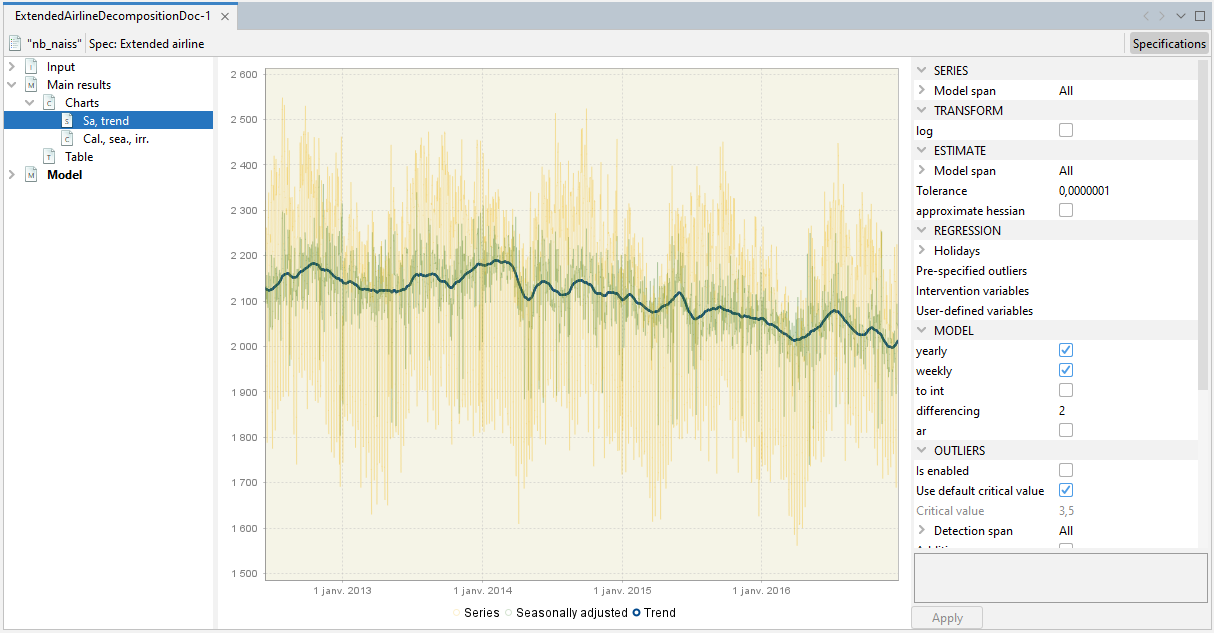 ExtendedAirlineDecompositionDoc-1
"nb_naiss" Spec: Extended airline
Specifications
Input
Main results
Charts
Sa, trend
Cal., sea., irr.
Table
Model
2 600
2 500
2 400
2 300
2 200
2 100
2 000
1 900
1 800
1 700
1 600
1 500
1 janv. 2013 1 janv. 2014 1 janv. 2015 1 janv. 2016
Series Seasonally adjusted Trend
SERIES
Model span All
TRANSFORM
log
ESTIMATE
Model span All
Tolerance 0,0000001
approximate hessian
REGRESSION
Holidays
Pre-specified outliers
Intervention variables
User-defined variables
MODEL
yearly
weekly
to int
differencing 2
ar
OUTLIERS
Is enabled
Use default critical value
Critical value 3,5
Detection span All
Apply